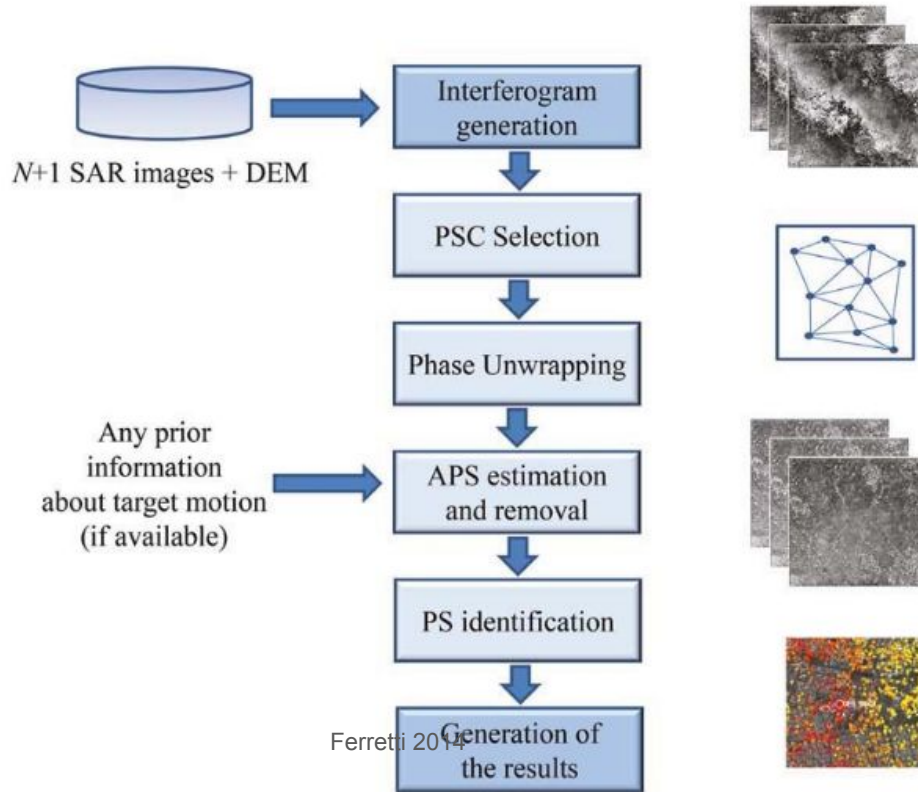 Interferogram
generation
N+1 SAR images + DEM
PSC Selection
Phase Unwrapping
Any prior
information
about target motion
(if available)
APS estimation
and removal
PS identification
Generation of
the results
Ferretti 2014